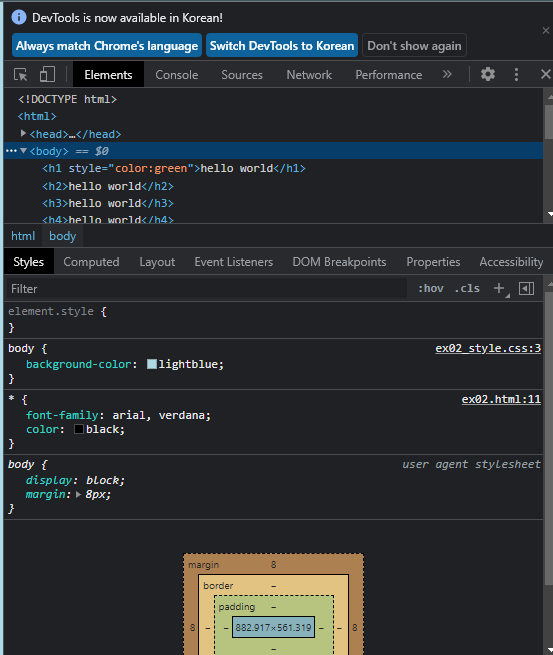 DevTools is now available in Korean!
Always match Chrome's language Switch DevTools to Korean Don't show again
Elements Console Sources Network Performance
<!DOCTYPE html>
<html>
<head>…</head>
<body> == $0
<h1 style="color:green">hello world</h1>
<h2>hello world</h2>
<h3>hello world</h3>
<h4>hello world</h4>
html body
Styles Computed Layout Event Listeners DOM Breakpoints Properties Accessibility
Filter :hov .cls
element.style {
}
body { ex02_style.css:3
background-color: lightblue;
}
* { ex02.html:11
font-family: arial, verdana;
color: black;
}
body { user agent stylesheet
display: block;
margin: 8px;
}
margin 8
border –
padding –
8 – – 882.917×561.319 – – 8
–